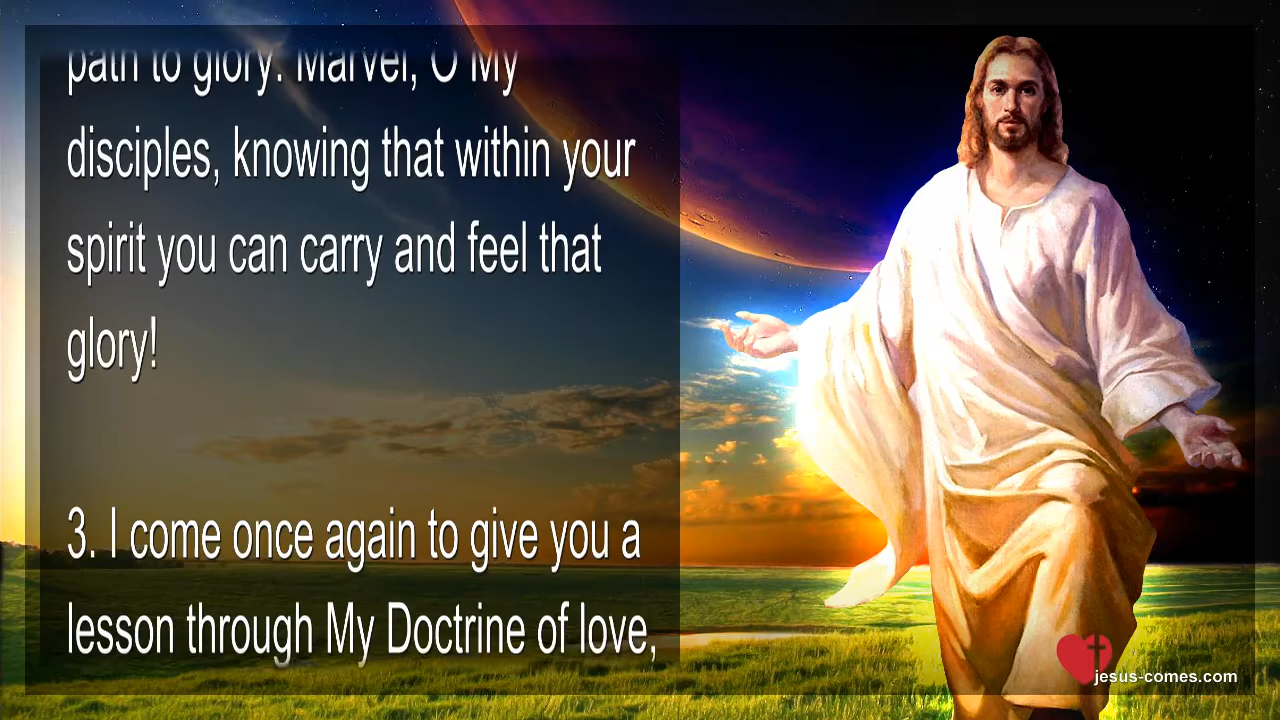 path to glory. Marvel, O My
disciples, knowing that within your
spirit you can carry and feel that
glory!
3. I come once again to give you a
lesson through My Doctrine of love,
jesus-comes.com